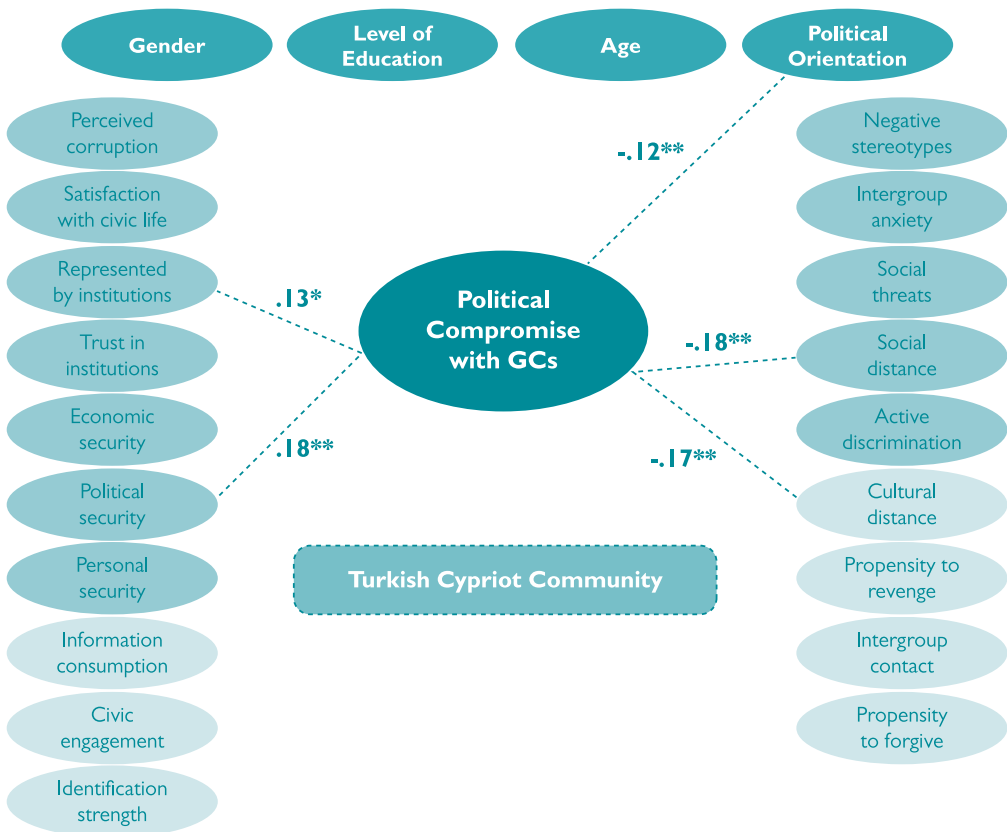 Gender
Level of
Education
Age
Political
Orientation
Perceived
corruption
Satisfaction
with civic life
Represented
by institutions
Trust in
institutions
Economic
security
Political
security
Personal
security
Information
consumption
Civic
engagement
Identification
strength
-.12**
.13*
Political
Compromise
with GCs
-.18**
.18**
-.17**
Turkish Cypriot Community
Negative
stereotypes
Intergroup
anxiety
Social
threats
Social
distance
Active
discrimination
Cultural
distance
Propensity to
revenge
Intergroup
contact
Propensity
to forgive